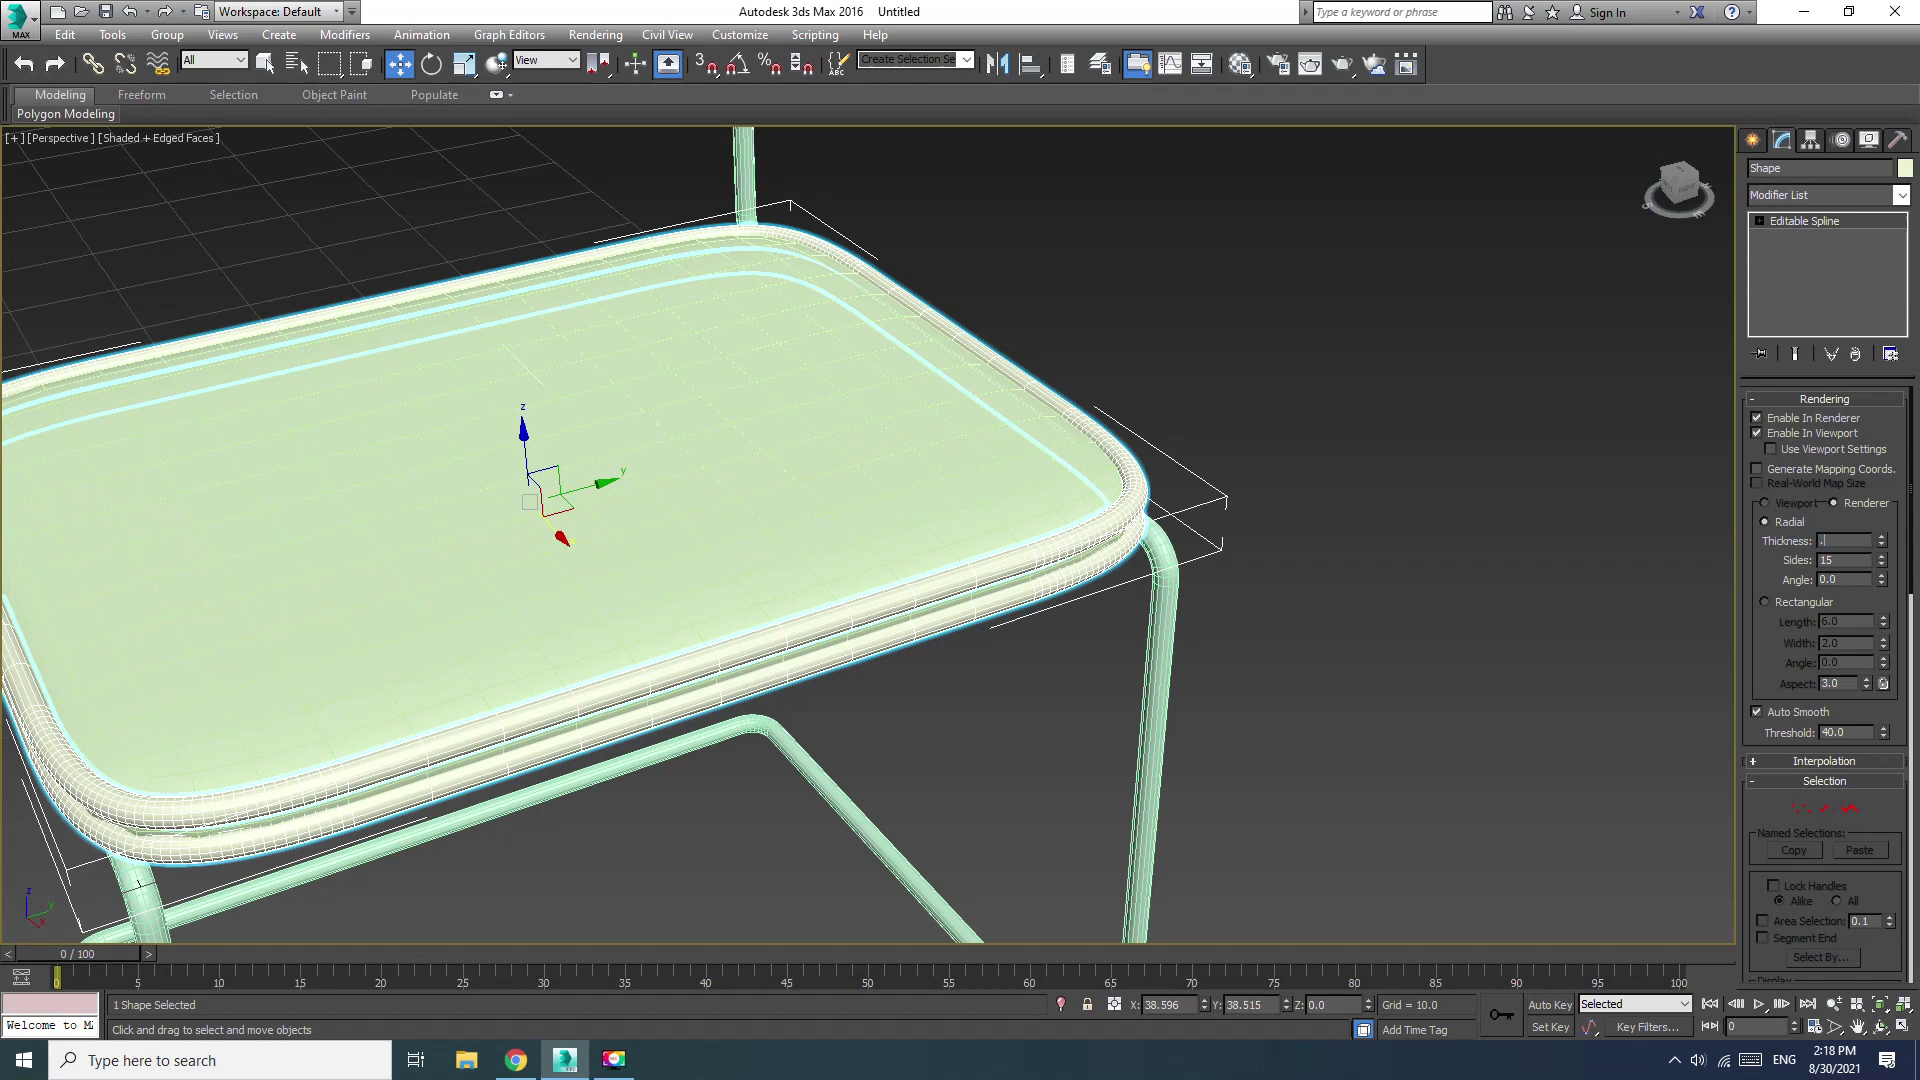 MAX
Workspace: Default
Autodesk 3ds Max 2016    Untitled
Type a keyword or phrase
Sign In
Edit Tools Group Views Create Modifiers Animation Graph Editors Rendering Civil View Customize Scripting Help
All
View
3
%
ABC
Create Selection Se
Modeling Freeform Selection Object Paint Populate
Polygon Modeling
[+] [Perspective] [Shaded + Edged Faces]
Shape
Modifier List
Editable Spline
z
y
Rendering
Enable In Renderer
Enable In Viewport
Use Viewport Settings
Generate Mapping Coords.
Real-World Map Size
Viewport Renderer
Radial
Thickness: .
Sides: 15
Angle: 0.0
Rectangular
Length: 6.0
Width: 2.0
Angle: 0.0
Aspect: 3.0
Auto Smooth
Threshold: 40.0
+ Interpolation
- Selection
Named Selections:
Copy Paste
Lock Handles
Alike All
Area Selection: 0.1
Segment End
Select By...
z
y
x
< 0 / 100 >
0 5 10 15 20 25 30 35 40 45 50 55 60 65 70 75 80 85 90 95 100
1 Shape Selected
X: 38.596 Y: 38.515 Z: 0.0 Grid = 10.0
Auto Key Selected
Welcome to M
Click and drag to select and move objects
Add Time Tag
Set Key Key Filters... 0
Type here to search
ENG
2:18 PM
8/30/2021